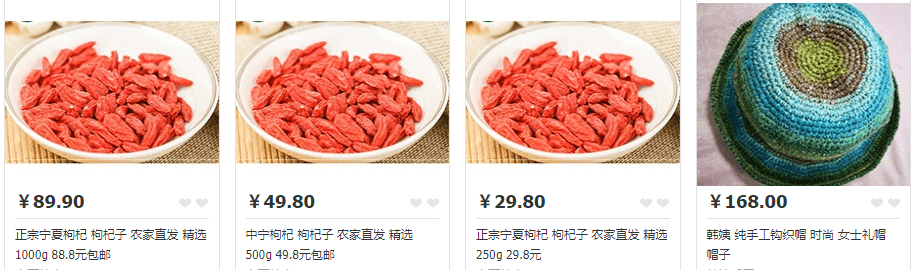 ￥89.90
正宗宁夏枸杞 枸杞子 农家直发 精选
1000g 88.8元包邮
￥49.80
中宁枸杞 枸杞子 农家直发 精选
500g 49.8元包邮
￥29.80
正宗宁夏枸杞 枸杞子 农家直发 精选
250g 29.8元
￥168.00
韩姨 纯手工钩织帽 时尚 女士礼帽
帽子